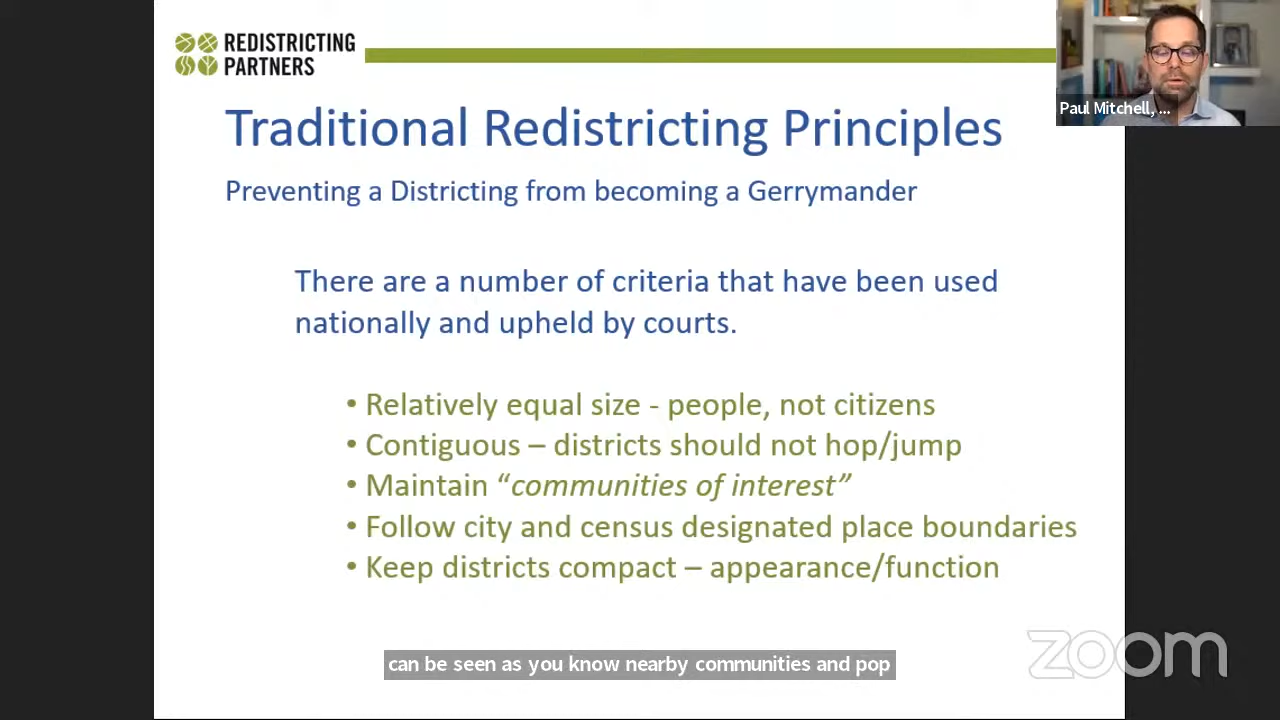 REDISTRICTING
PARTNERS
Paul Mitchell, ...
Traditional Redistricting Principles
Preventing a Districting from becoming a Gerrymander
There are a number of criteria that have been used
nationally and upheld by courts.
• Relatively equal size - people, not citizens
• Contiguous – districts should not hop/jump
• Maintain “communities of interest”
• Follow city and census designated place boundaries
• Keep districts compact – appearance/function
can be seen as you know nearby communities and pop
zoom